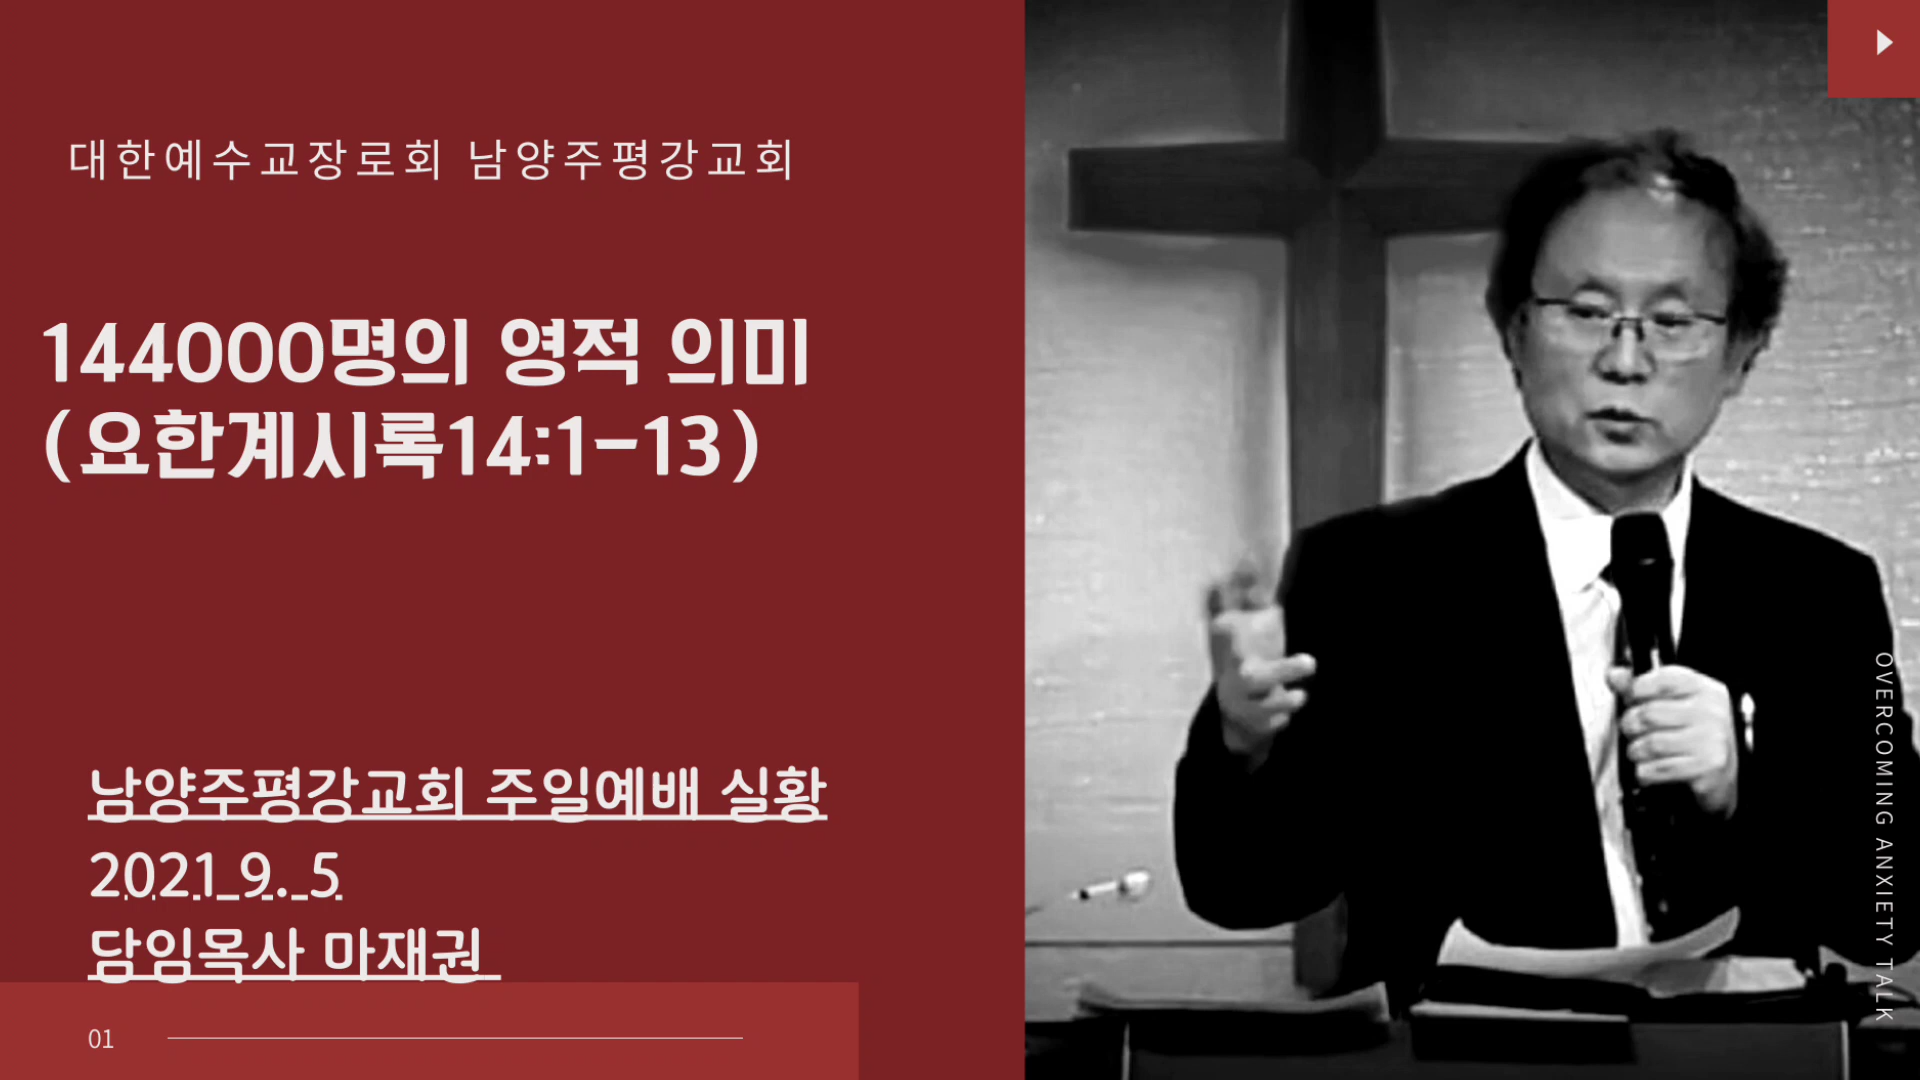 대한예수교장로회 남양주평강교회
144000명의 영적 의미
(요한계시록14:1-13)
남양주평강교회 주일예배 실황
2021 9. 5
담임목사 마재권
01
OVERCOMING ANXIETY TALK